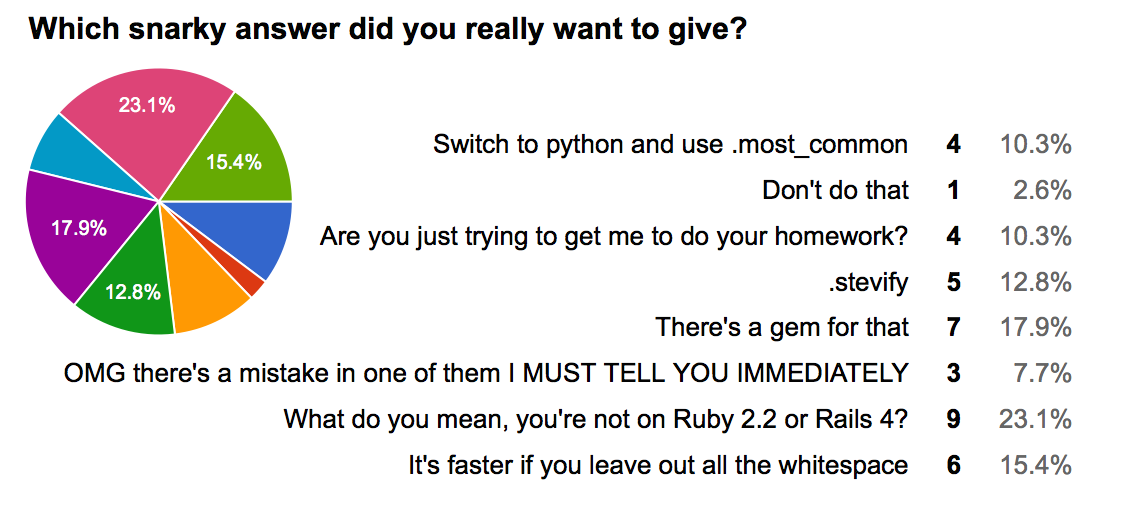 Which snarky answer did you really want to give?
23.1%
15.4%
17.9%
12.8%
Switch to python and use .most_common 4 10.3%
Don't do that 1 2.6%
Are you just trying to get me to do your homework? 4 10.3%
.stevify 5 12.8%
There's a gem for that 7 17.9%
OMG there's a mistake in one of them I MUST TELL YOU IMMEDIATELY 3 7.7%
What do you mean, you're not on Ruby 2.2 or Rails 4? 9 23.1%
It's faster if you leave out all the whitespace 6 15.4%